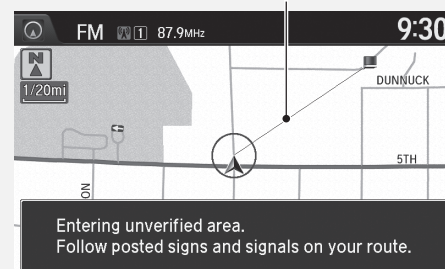 FM 1 87.9MHz 9:30
N
1/20mi
DUNNUCK
5TH
ON
Entering unverified area.
Follow posted signs and signals on your route.